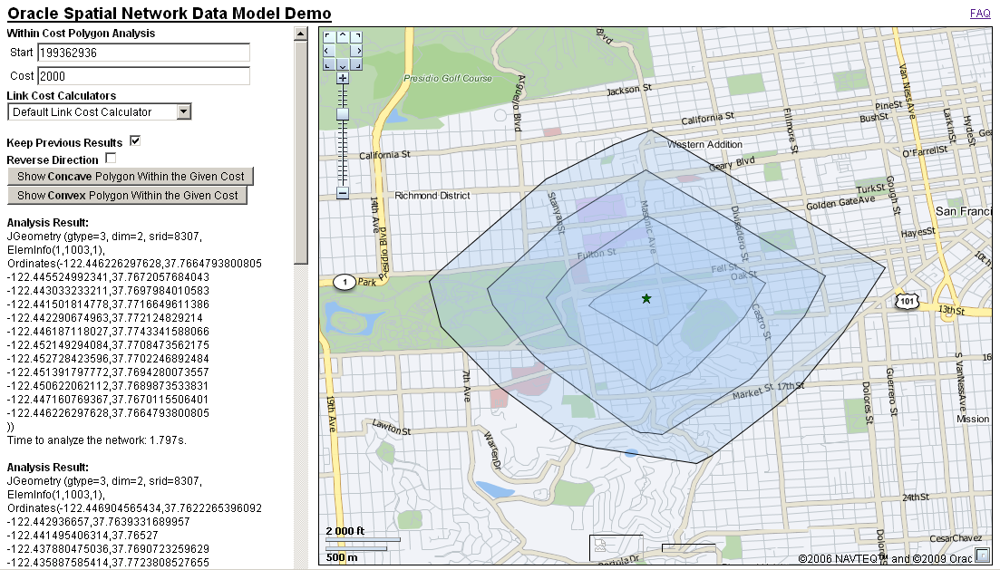 Oracle Spatial Network Data Model Demo
FAQ
Within Cost Polygon Analysis
Start 199362936
Cost 2000
Link Cost Calculators
Default Link Cost Calculator
Keep Previous Results
Reverse Direction
Show Concave Polygon Within the Given Cost
Show Convex Polygon Within the Given Cost
Analysis Result:
JGeometry (gtype=3, dim=2, srid=8307,
ElemInfo(1,1003,1),
Ordinates(-122.446226297628,37.7664793800805
-122.445524992341,37.7672057684043
-122.443033233211,37.7697984010583
-122.441501814778,37.7716649611386
-122.442290674963,37.772124829214
-122.446187118027,37.7743341588066
-122.452149294084,37.7708473562175
-122.452728423596,37.7702246892484
-122.451391797772,37.7694280073557
-122.450622062112,37.7689873533831
-122.447160769367,37.7670115506401
-122.446226297628,37.7664793800805
))
Time to analyze the network: 1.797s.
Analysis Result:
JGeometry (gtype=3, dim=2, srid=8307,
ElemInfo(1,1003,1),
Ordinates(-122.446904565434,37.7622265396092
-122.442936657,37.7639331689957
-122.441495406314,37.76527
-122.437880475036,37.7690723259629
-122.435887585414,37.7723808527655
Blvd
Presidio Golf Course
Arguello Blvd
Jackson St
Van Ness Ave
California St
Pine St
Bush St
Fillmore St
Larkin St
Hyde St
Gea
Western Addition
O'Farrell St
California St
Geary Blvd
Turk St
Gough St
Golden Gate Ave
Richmond District
14th Ave
Stanyan St
Masonic Ave
Divisadero St
San Franci
Hayes St
Fulton St
Fell St
Oak St
10th
1
Park
101
13th St
Castro St
7th Ave
19th Ave
Market St
17th St
16
Dolores St
Guerrero St
S Van Ness Ave
Mission
Lawton St
Warren Dr
24th St
2 000 ft
500 m
Portula Dr
Dolores St
Cesar Chavez
©2006 NAVTEQ™ and ©2009 Orac